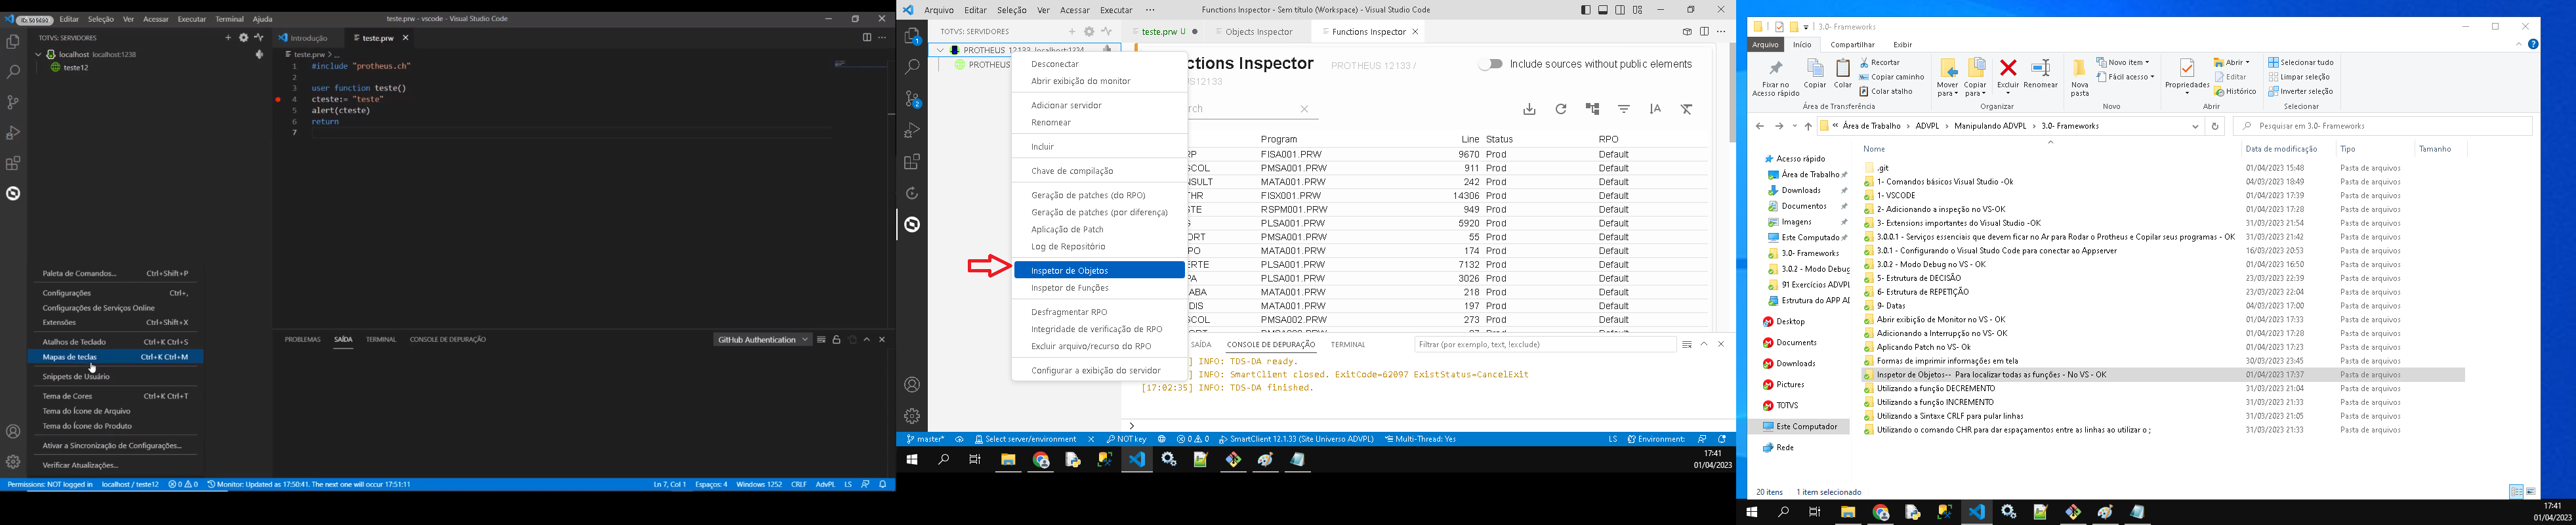 Editar Seleção Ver Acessar Executar Terminal Ajuda
teste.prw - vscode - Visual Studio Code
TOTVS: SERVIDORES
localhost localhost:1238
teste12
Introdução
teste.prw
teste.prw > ...
1 #include "protheus.ch"
2
3 user function teste()
4 cteste:= "teste"
5 alert(cteste)
6 return
7
Paleta de Comandos... Ctrl+Shift+P
Configurações Ctrl+,
Configurações de Serviços Online
Extensões Ctrl+Shift+X
Atalhos de Teclado Ctrl+K Ctrl+S
Mapas de teclas Ctrl+K Ctrl+M
Snippets de Usuário
Tema de Cores Ctrl+K Ctrl+T
Tema do Ícone de Arquivo
Tema do Ícone do Produto
Ativar a Sincronização de Configurações...
Verificar Atualizações...
PROBLEMAS SAÍDA TERMINAL CONSOLE DE DEPURAÇÃO
GitHub Authentication
Permissions: NOT logged in localhost / teste12 0 0 Monitor: Updated as 17:50:41. The next one will occur 17:51:11
Ln 7, Col 1 Espaços: 4 Windows 1252 CRLF AdvPL LS
Arquivo Editar Seleção Ver Acessar Executar ...
Functions Inspector - Sem título (Workspace) - Visual Studio Code
TOTVS: SERVIDORES
PROTHEUS 12133 localhost:1234
PROTHEUS
teste.prw U
Objects Inspector
Functions Inspector
Desconectar
Abrir exibição do monitor
Adicionar servidor
Renomear
Incluir
Chave de compilação
Geração de patches (do RPO)
Geração de patches (por diferença)
Aplicação de Patch
Log de Repositório
Inspetor de Objetos
Inspetor de Funções
Desfragmentar RPO
Integridade de verificação de RPO
Excluir arquivo/recurso do RPO
Configurar a exibição do servidor
ctions Inspector
PROTHEUS 12133 /
US12133
Include sources without public elements
rch
Program Line Status RPO
RP FISA001.PRW 9670 Prod Default
SCOL PMSA001.PRW 911 Prod Default
NSULT MATA001.PRW 242 Prod Default
THR FISX001.PRW 14306 Prod Default
STE RSPM001.PRW 949 Prod Default
G PLSA001.PRW 5920 Prod Default
ORT PMSA001.PRW 55 Prod Default
PO MATA001.PRW 174 Prod Default
ERTE PLSA001.PRW 7132 Prod Default
PA PLSA001.PRW 3026 Prod Default
ABA MATA001.PRW 218 Prod Default
DIS MATA001.PRW 197 Prod Default
SCOL PMSA002.PRW 273 Prod Default
SAÍDA CONSOLE DE DEPURAÇÃO TERMINAL
Filtrar (por exemplo, text, !exclude)
] INFO: TDS-DA ready.
] INFO: SmartClient closed. ExitCode=62097 ExistStatus=CancelExit
[17:02:35] INFO: TDS-DA finished.
master* Select server/environment NOT key 0 0 SmartClient 12.1.33 (Site Universo ADVPL) Multi-Thread: Yes
LS Environment:
17:41
01/04/2023
3.0- Frameworks
Arquivo Início Compartilhar Exibir
Fixar no Acesso rápido
Copiar
Colar
Recortar
Copiar caminho
Colar atalho
Área de Transferência
Mover para
Copiar para
Excluir
Renomear
Organizar
Nova pasta
Novo item
Fácil acesso
Novo
Propriedades
Abrir
Editar
Histórico
Abrir
Selecionar tudo
Limpar seleção
Inverter seleção
Selecionar
Área de Trabalho > ADVPL > Manipulando ADVPL > 3.0- Frameworks
Pesquisar em 3.0- Frameworks
Acesso rápido
Área de Trabalho
Downloads
Documentos
Imagens
Este Computado
3.0- Frameworks
3.0.2 - Modo Debug
91 Exercícios ADVPL
Estrutura do APP AD
Desktop
Documents
Downloads
Pictures
TOTVS
Este Computador
Rede
Nome Data de modificação Tipo Tamanho
.git 01/04/2023 15:48 Pasta de arquivos
1- Comandos básicos Visual Studio -Ok 04/03/2023 18:49 Pasta de arquivos
1- VSCODE 01/04/2023 17:39 Pasta de arquivos
2- Adicionando a inspeção no VS-OK 01/04/2023 17:28 Pasta de arquivos
3- Extensions importantes do Visual Studio -OK 31/03/2023 21:54 Pasta de arquivos
3.0.0.1 - Serviços essenciais que devem ficar no Ar para Rodar o Protheus e Copilar seus programas - OK 31/03/2023 21:42 Pasta de arquivos
3.0.1 - Configurando o Visual Studo Code para conectar ao Appserver 16/03/2023 20:53 Pasta de arquivos
3.0.2 - Modo Debug no VS - OK 01/04/2023 16:50 Pasta de arquivos
5- Estrutura de DECISÃO 23/03/2023 22:39 Pasta de arquivos
6- Estrutura de REPETIÇÃO 23/03/2023 22:04 Pasta de arquivos
9- Datas 04/03/2023 17:00 Pasta de arquivos
Abrir exibição de Monitor no VS - OK 01/04/2023 17:09 Pasta de arquivos
Adicionando a Interrupção no VS- OK 01/04/2023 17:28 Pasta de arquivos
Aplicando Patch no VS- Ok 01/04/2023 17:23 Pasta de arquivos
Formas de imprimir informações em tela 30/03/2023 23:45 Pasta de arquivos
Inspetor de Objetos-- Para localizar todas as funções - No VS - OK 01/04/2023 17:37 Pasta de arquivos
Utilizando a função DECREMENTO 31/03/2023 21:04 Pasta de arquivos
Utilizando a função INCREMENTO 31/03/2023 21:33 Pasta de arquivos
Utilizando a Sintaxe CRLF para pular linhas 31/03/2023 21:05 Pasta de arquivos
Utilizando o comando CHR para dar espaçamentos entre as linhas ao utilizar o ; 31/03/2023 21:33 Pasta de arquivos
20 itens 1 item selecionado
17:41
01/04/2023